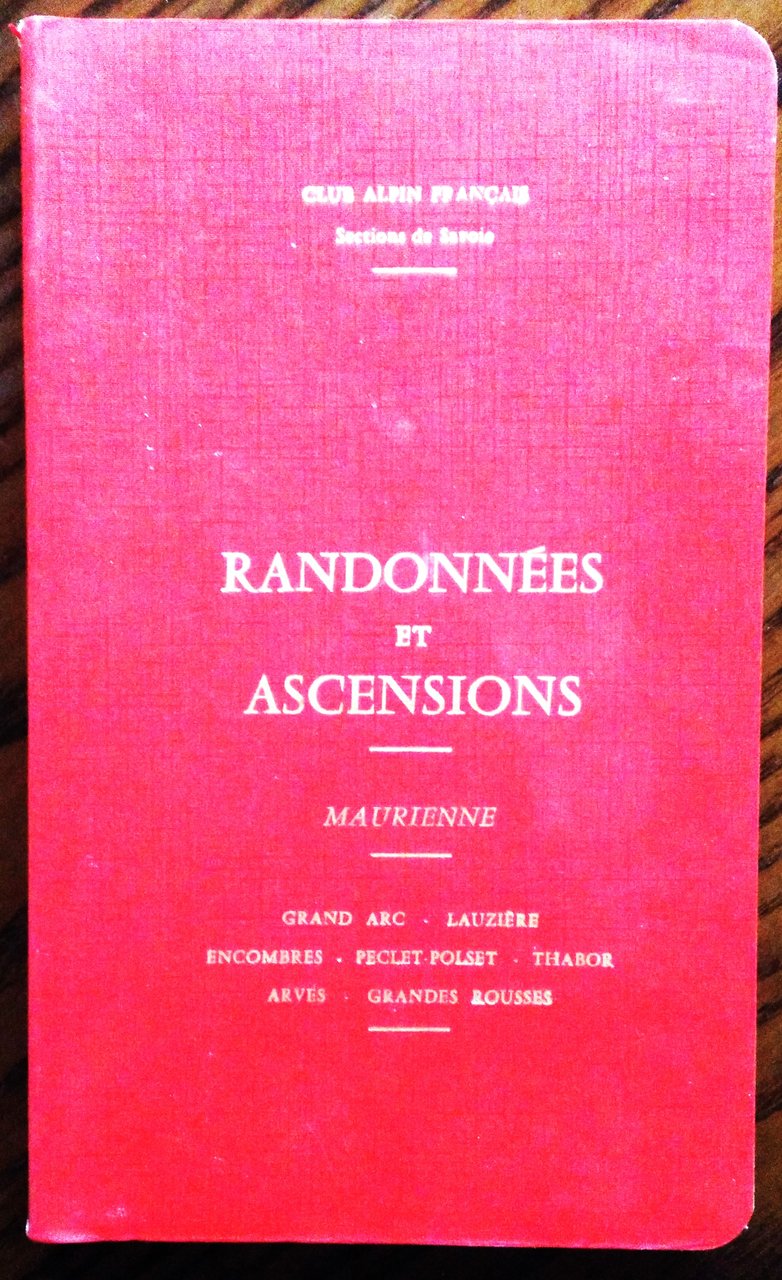 CLUB ALPIN FRANÇAIS
Sections de Savoie
RANDONNÉES
ET
ASCENSIONS
MAURIENNE
GRAND ARC - LAUZIÈRE
ENCOMBRES - PECLET-POLSET - THABOR
ARVES - GRANDES ROUSSES